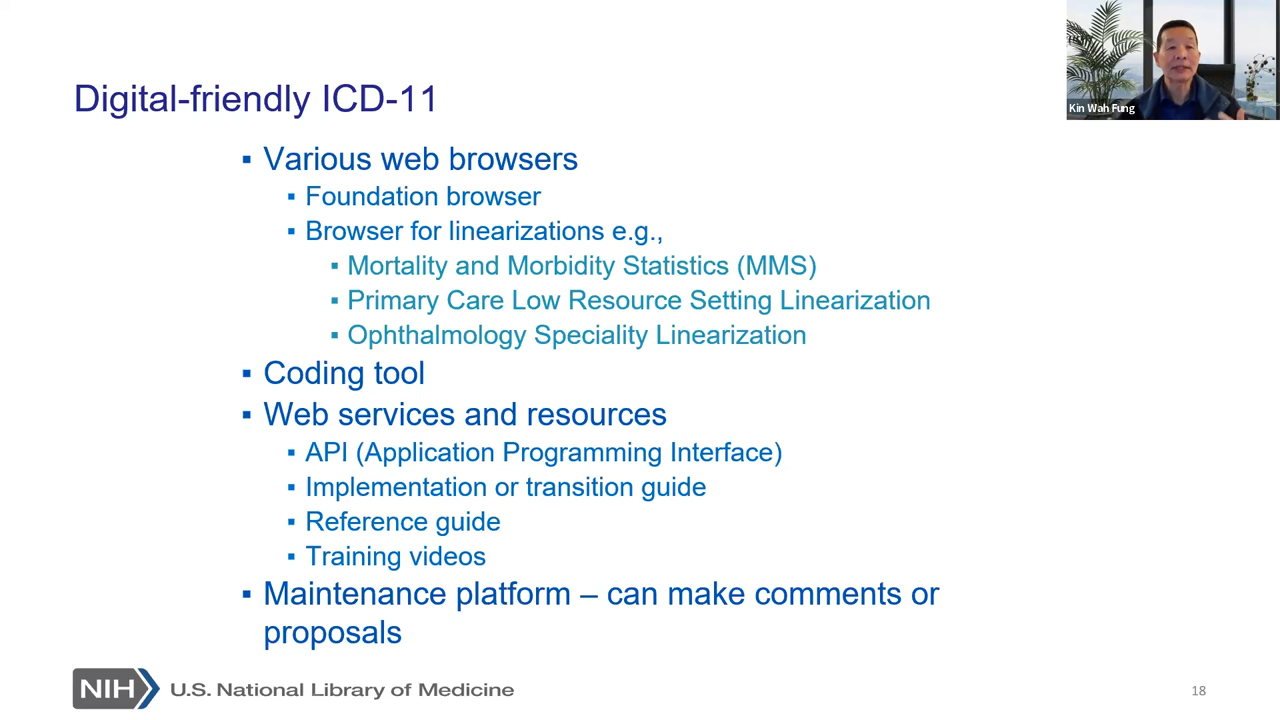 Kin Wah Fung
Digital-friendly ICD-11
▪ Various web browsers
▪ Foundation browser
▪ Browser for linearizations e.g.,
▪ Mortality and Morbidity Statistics (MMS)
▪ Primary Care Low Resource Setting Linearization
▪ Ophthalmology Speciality Linearization
▪ Coding tool
▪ Web services and resources
▪ API (Application Programming Interface)
▪ Implementation or transition guide
▪ Reference guide
▪ Training videos
▪ Maintenance platform – can make comments or
proposals
NIH U.S. National Library of Medicine
18